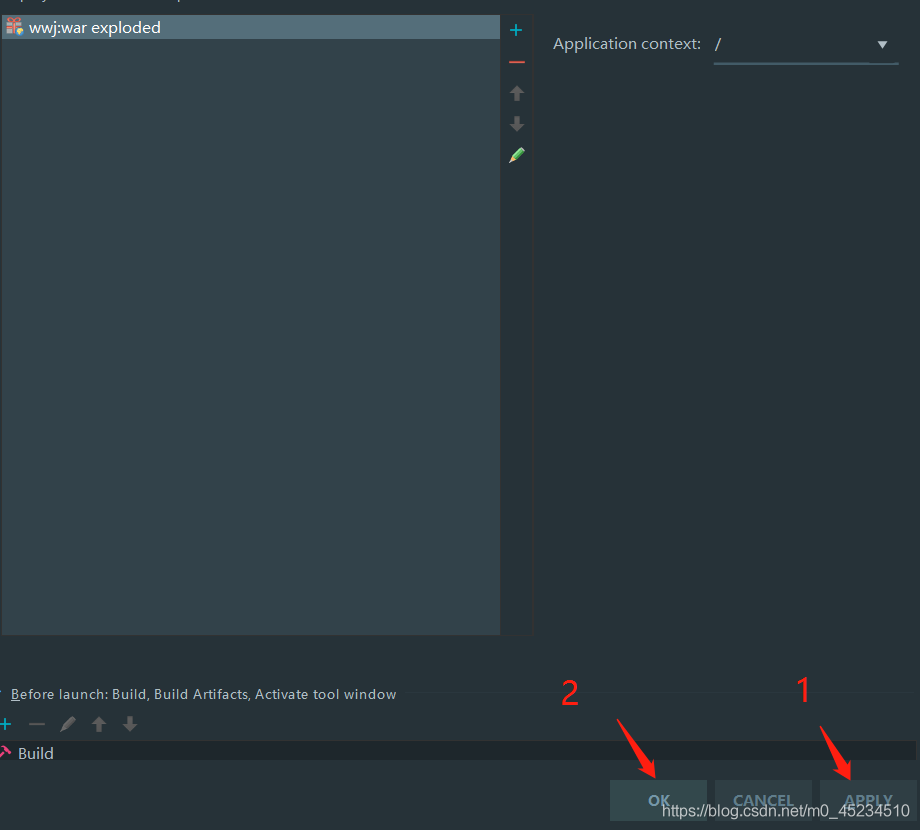 wwj:war exploded
Application context: /
Before launch: Build, Build Artifacts, Activate tool window
2
1
Build
OK CANCEL APPLY
https://blog.csdn.net/m0_45234510